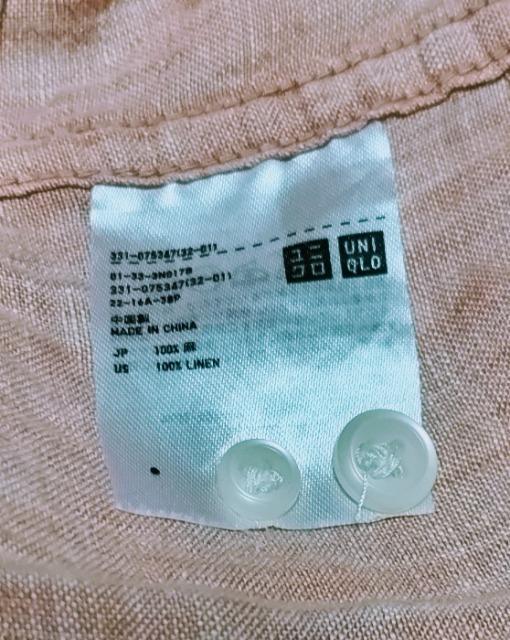 331-075347(32-01)
ユニ
クロ
UNI
QLO
01-33-3N017B
331-075347(32-01)
22-16A-38P
中国製
MADE IN CHINA
JP 100% 麻
US 100% LINEN